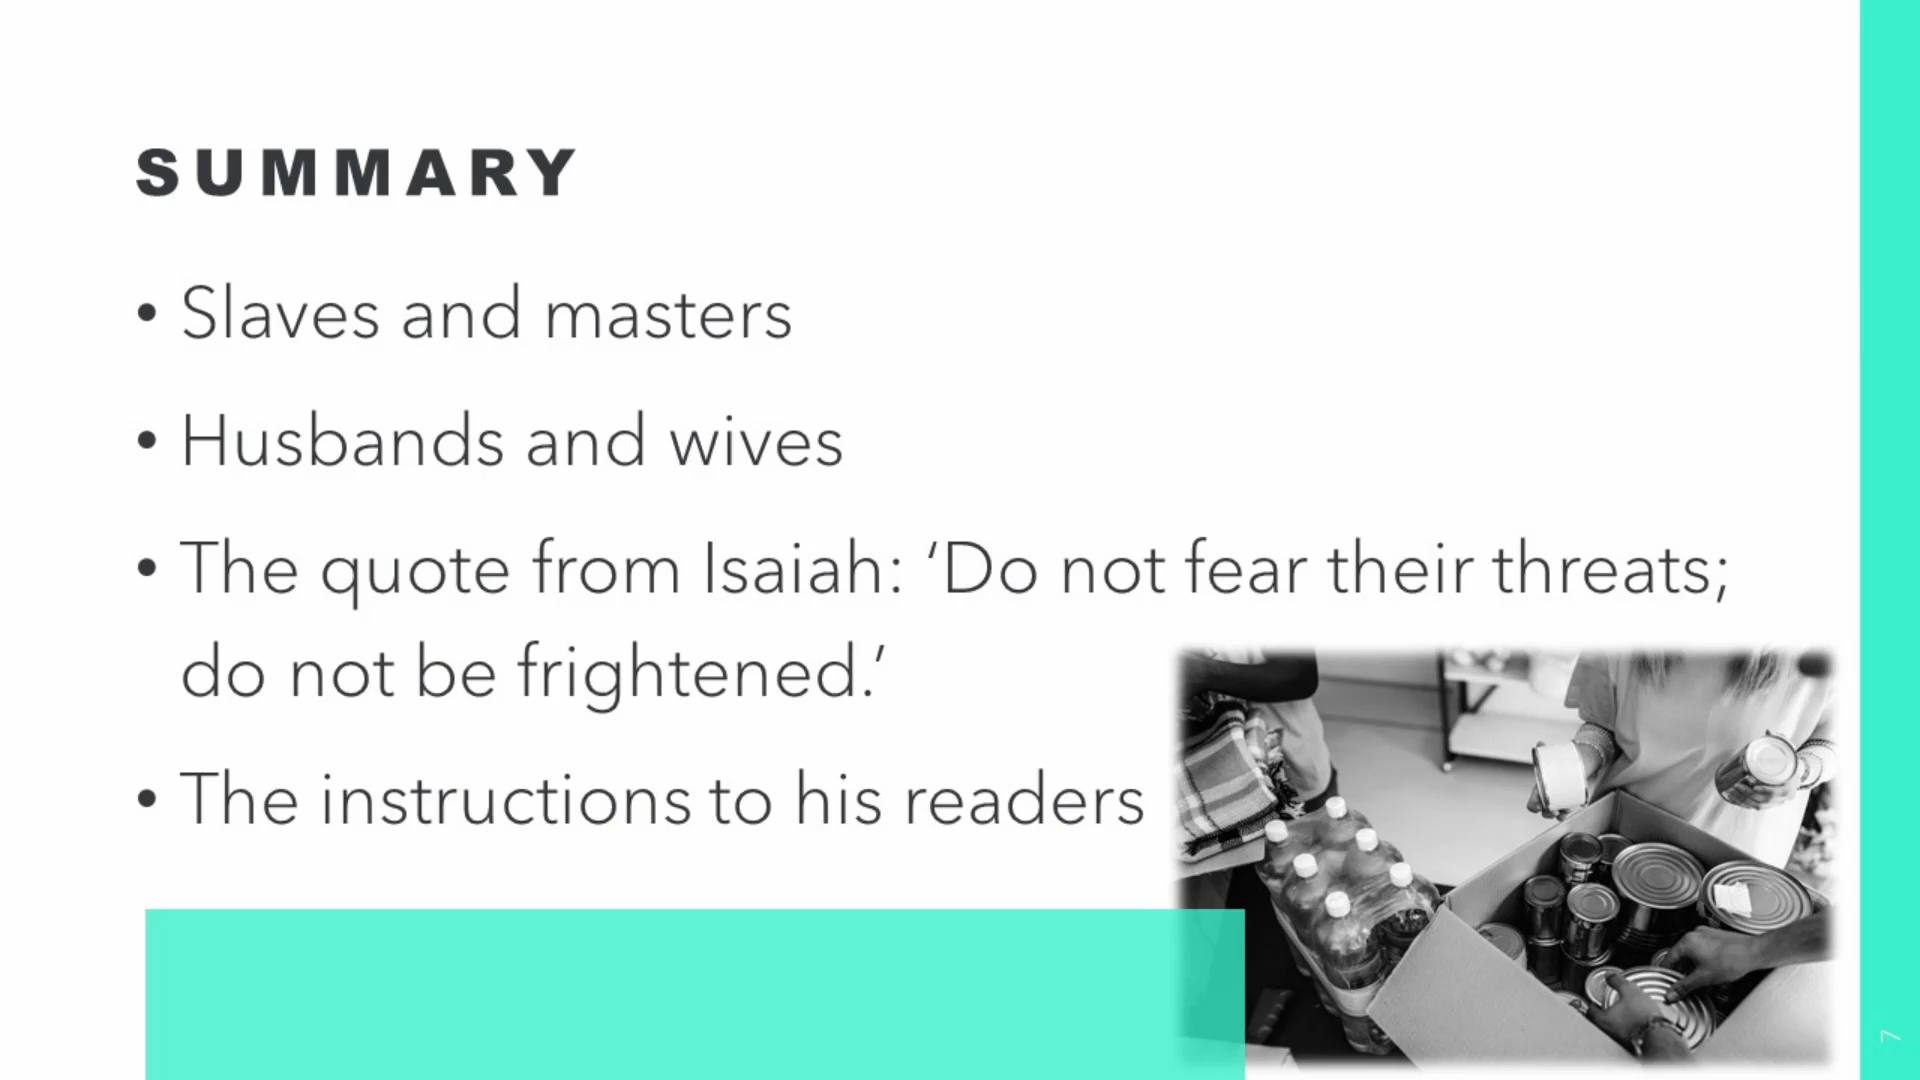 SUMMARY
• Slaves and masters
• Husbands and wives
• The quote from Isaiah: ‘Do not fear their threats;
do not be frightened.’
• The instructions to his readers
7